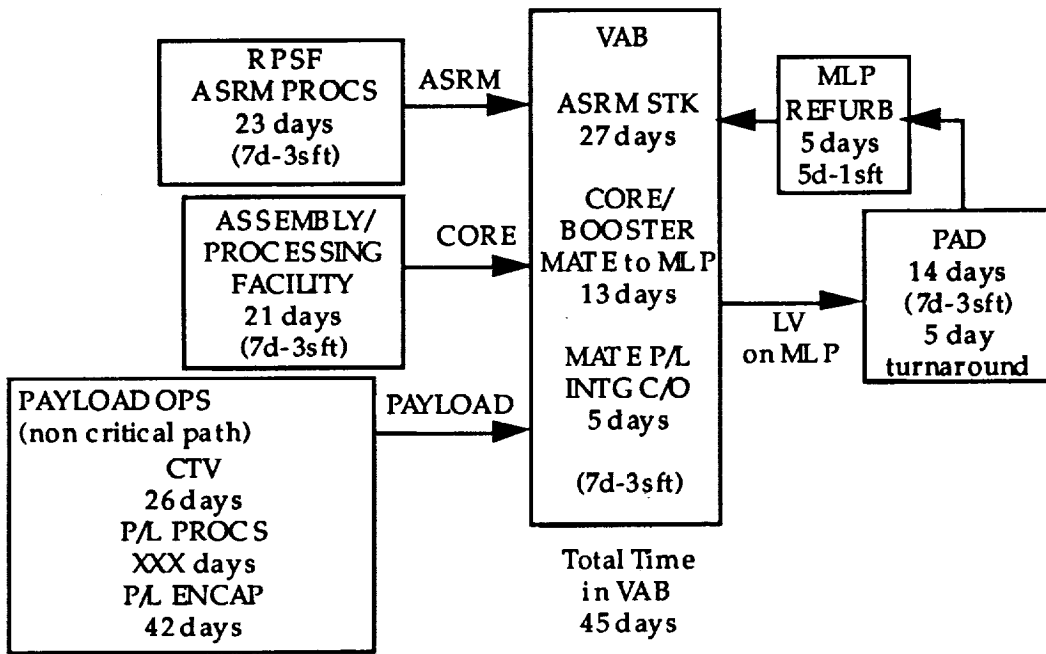 RPSF
ASRM PROCS
23 days
(7d-3sft)
ASRM
ASSEMBLY/
PROCESSING
FACILITY
21 days
(7d-3sft)
CORE
PAYLOAD OPS
(non critical path)
CTV
26 days
P/L PROCS
XXX days
P/L ENCAP
42 days
PAYLOAD
VAB
ASRM STK
27 days
CORE/
BOOSTER
MATE to MLP
13 days
MATE P/L
INTG C/O
5 days
(7d-3sft)
Total Time
in VAB
45 days
LV
on MLP
MLP
REFURB
5 days
5d-1sft
PAD
14 days
(7d-3sft)
5 day
turnaround